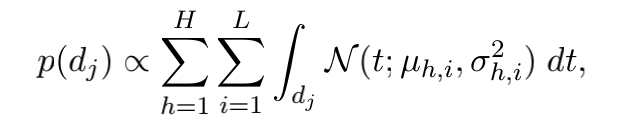 $p(d_j) \propto \sum_{h=1}^{H} \sum_{i=1}^{L} \int_{d_j} \mathcal{N}(t; \mu_{h,i}, \sigma_{h,i}^2) \; dt,$